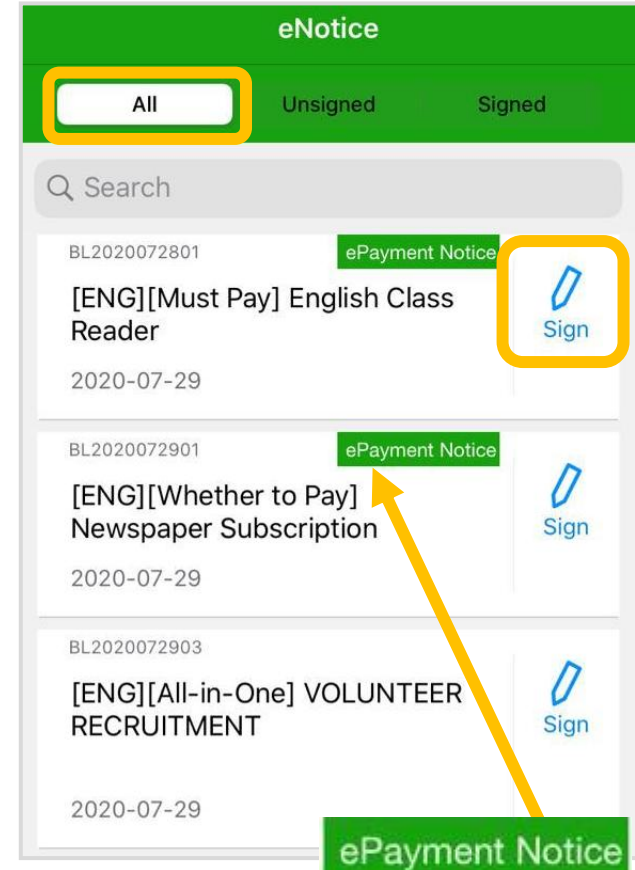 eNotice
All Unsigned Signed
Search
BL2020072801 ePayment Notice
[ENG][Must Pay] English Class
Reader
Sign
2020-07-29
BL2020072901 ePayment Notice
[ENG][Whether to Pay]
Newspaper Subscription
Sign
2020-07-29
BL2020072903
[ENG][All-in-One] VOLUNTEER
RECRUITMENT
Sign
2020-07-29
ePayment Notice